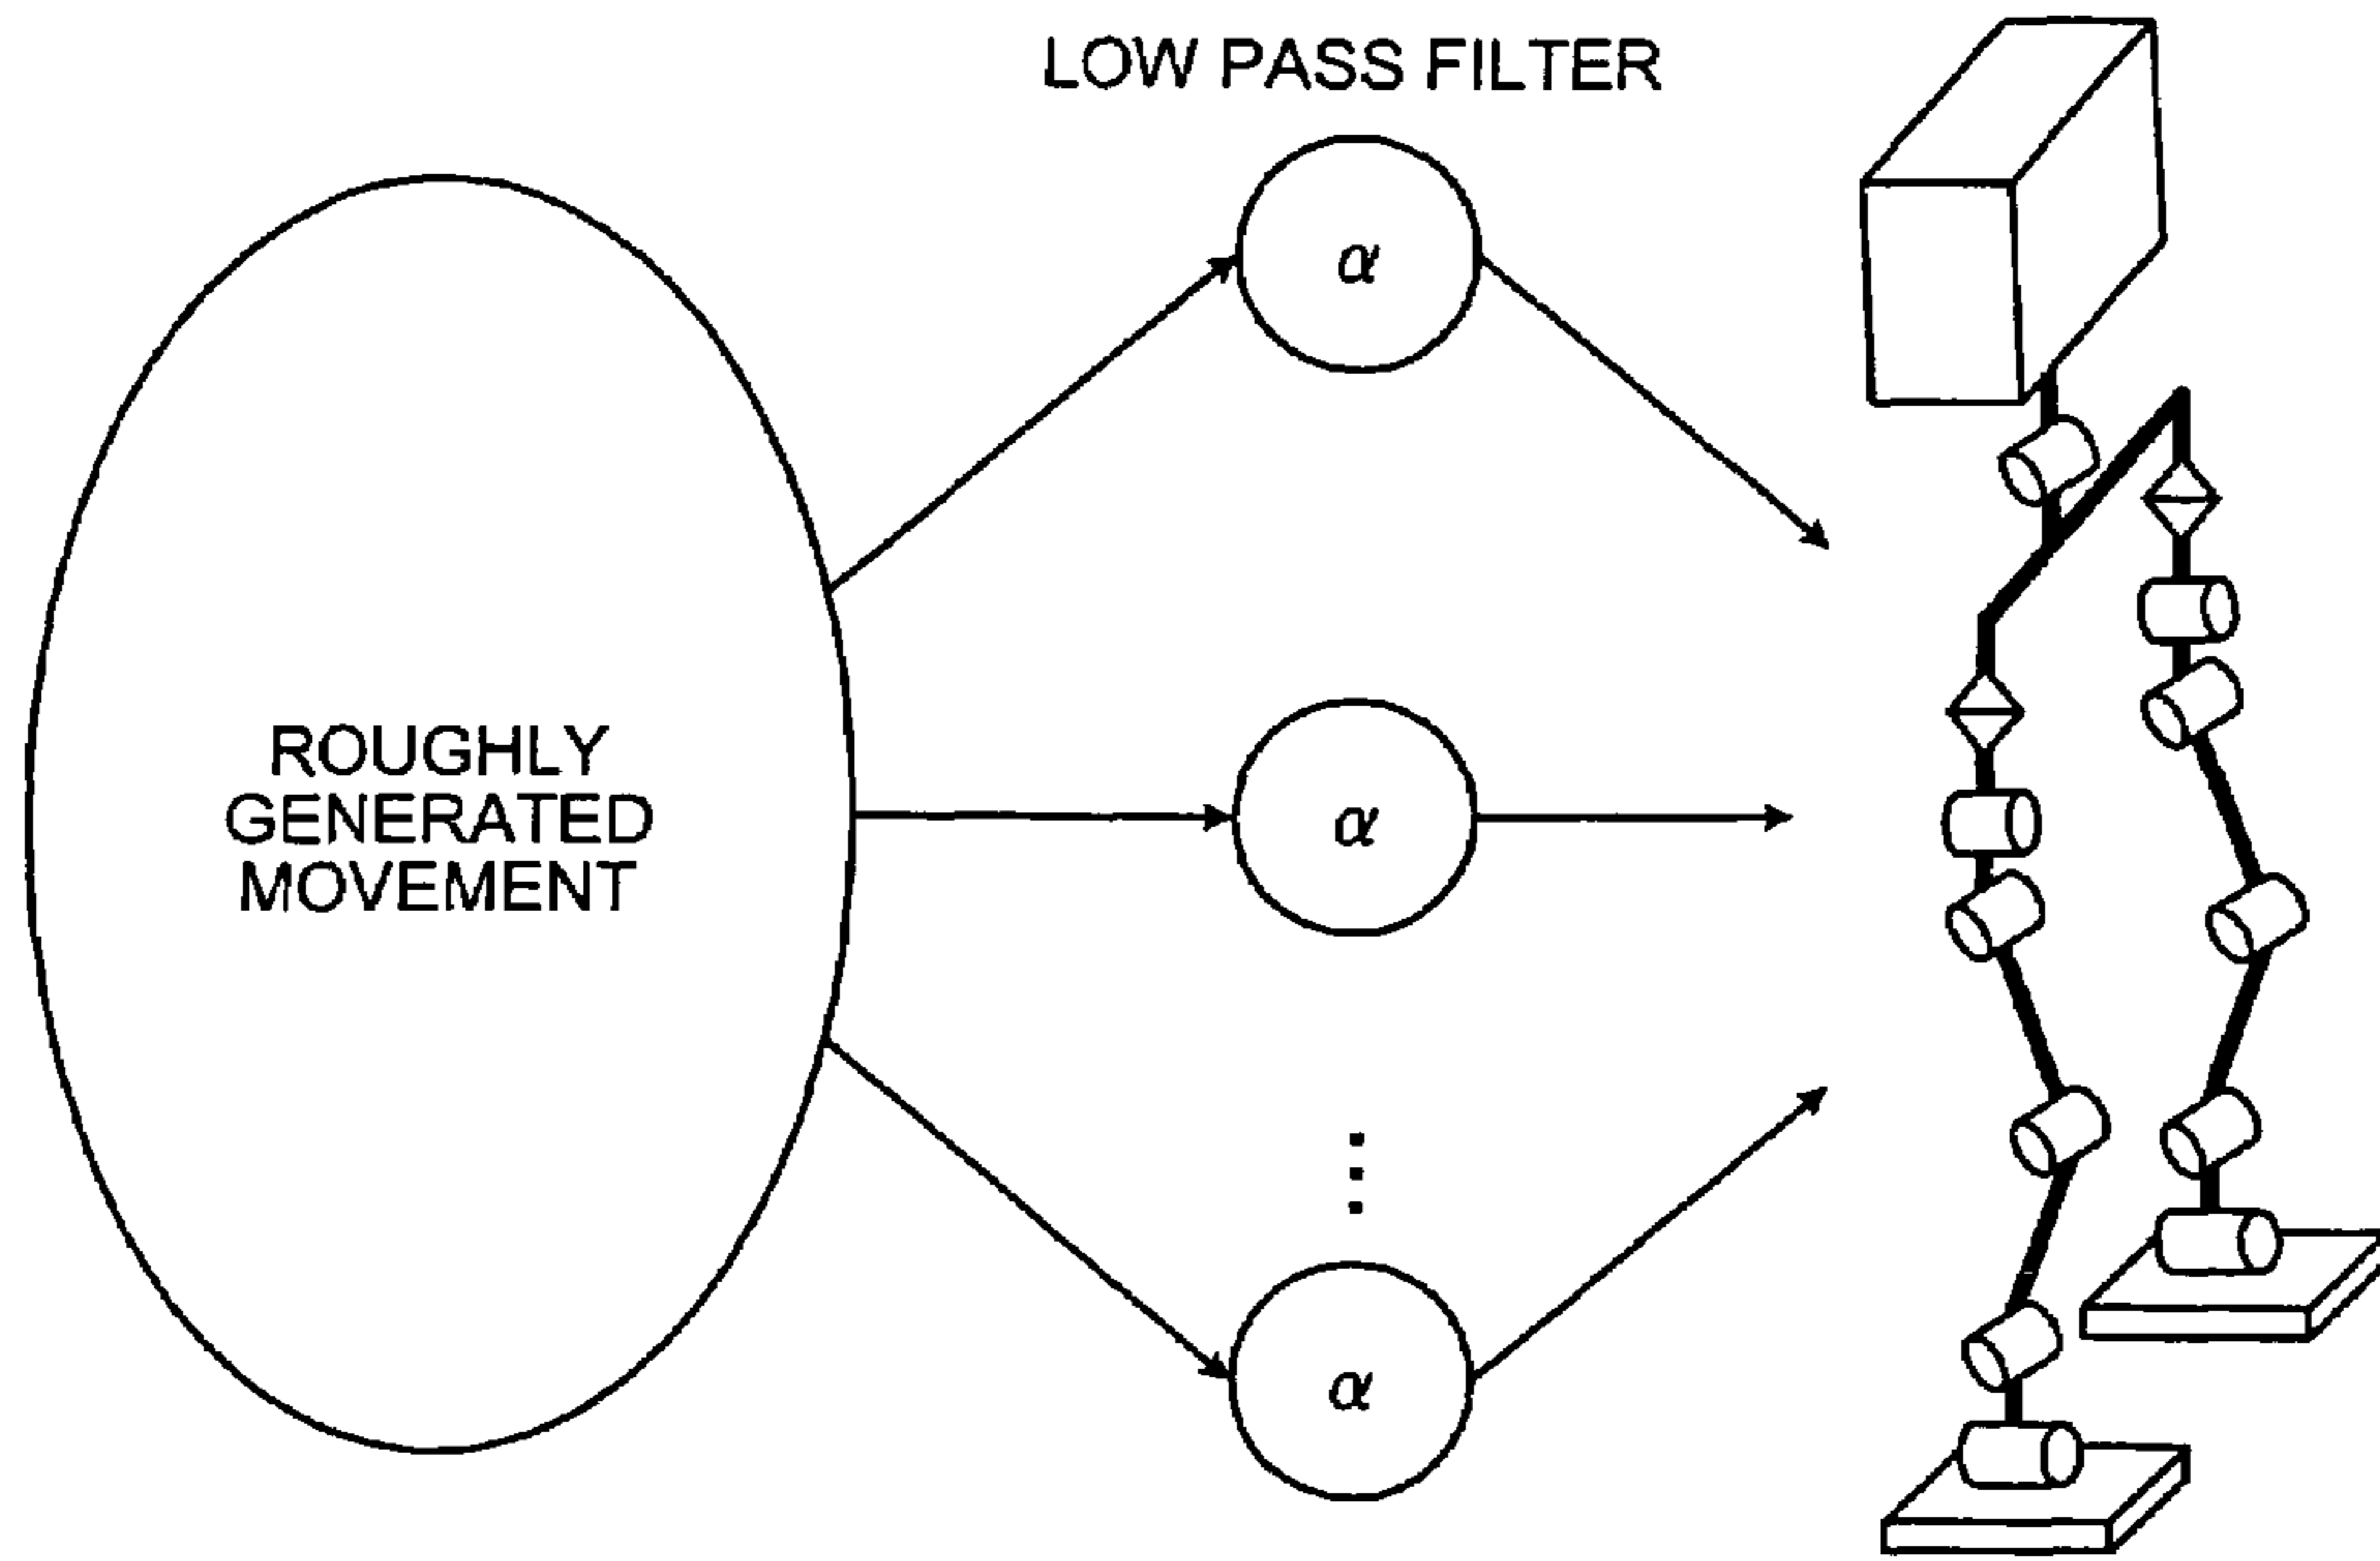 LOW PASS FILTER
α
ROUGHLY
GENERATED
MOVEMENT
α
α